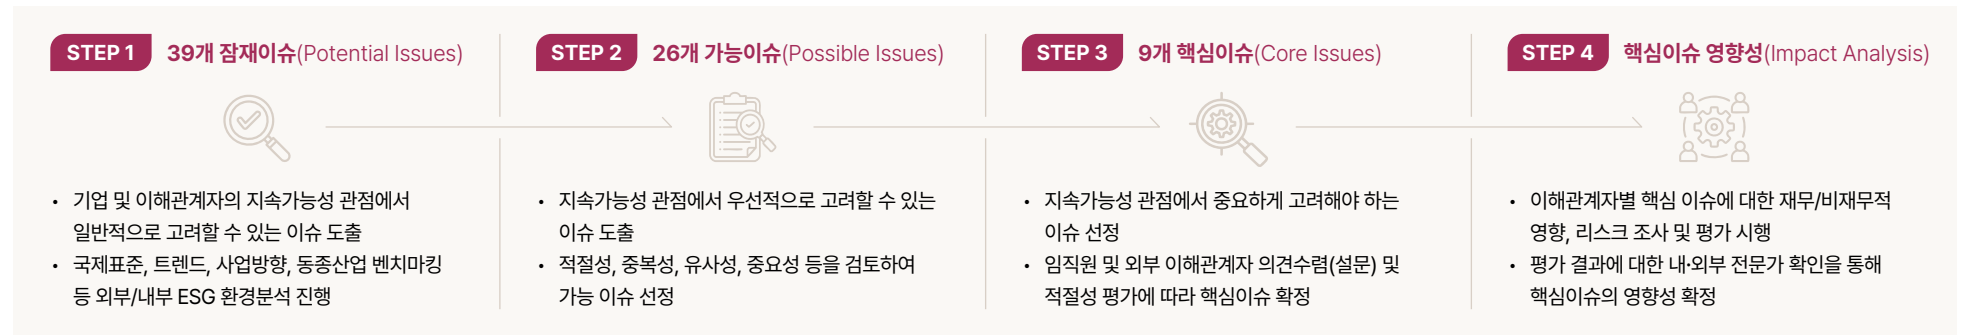 STEP 1 39개 잠재이슈(Potential Issues)
• 기업 및 이해관계자의 지속가능성 관점에서
일반적으로 고려할 수 있는 이슈 도출
• 국제표준, 트렌드, 사업방향, 동종산업 벤치마킹
등 외부/내부 ESG 환경분석 진행
STEP 2 26개 가능이슈(Possible Issues)
• 지속가능성 관점에서 우선적으로 고려할 수 있는
이슈 도출
• 적절성, 중복성, 유사성, 중요성 등을 검토하여
가능 이슈 선정
STEP 3 9개 핵심이슈(Core Issues)
• 지속가능성 관점에서 중요하게 고려해야 하는
이슈 선정
• 임직원 및 외부 이해관계자 의견수렴(설문) 및
적절성 평가에 따라 핵심이슈 확정
STEP 4 핵심이슈 영향성(Impact Analysis)
• 이해관계자별 핵심 이슈에 대한 재무/비재무적
영향, 리스크 조사 및 평가 시행
• 평가 결과에 대한 내·외부 전문가 확인을 통해
핵심이슈의 영향성 확정